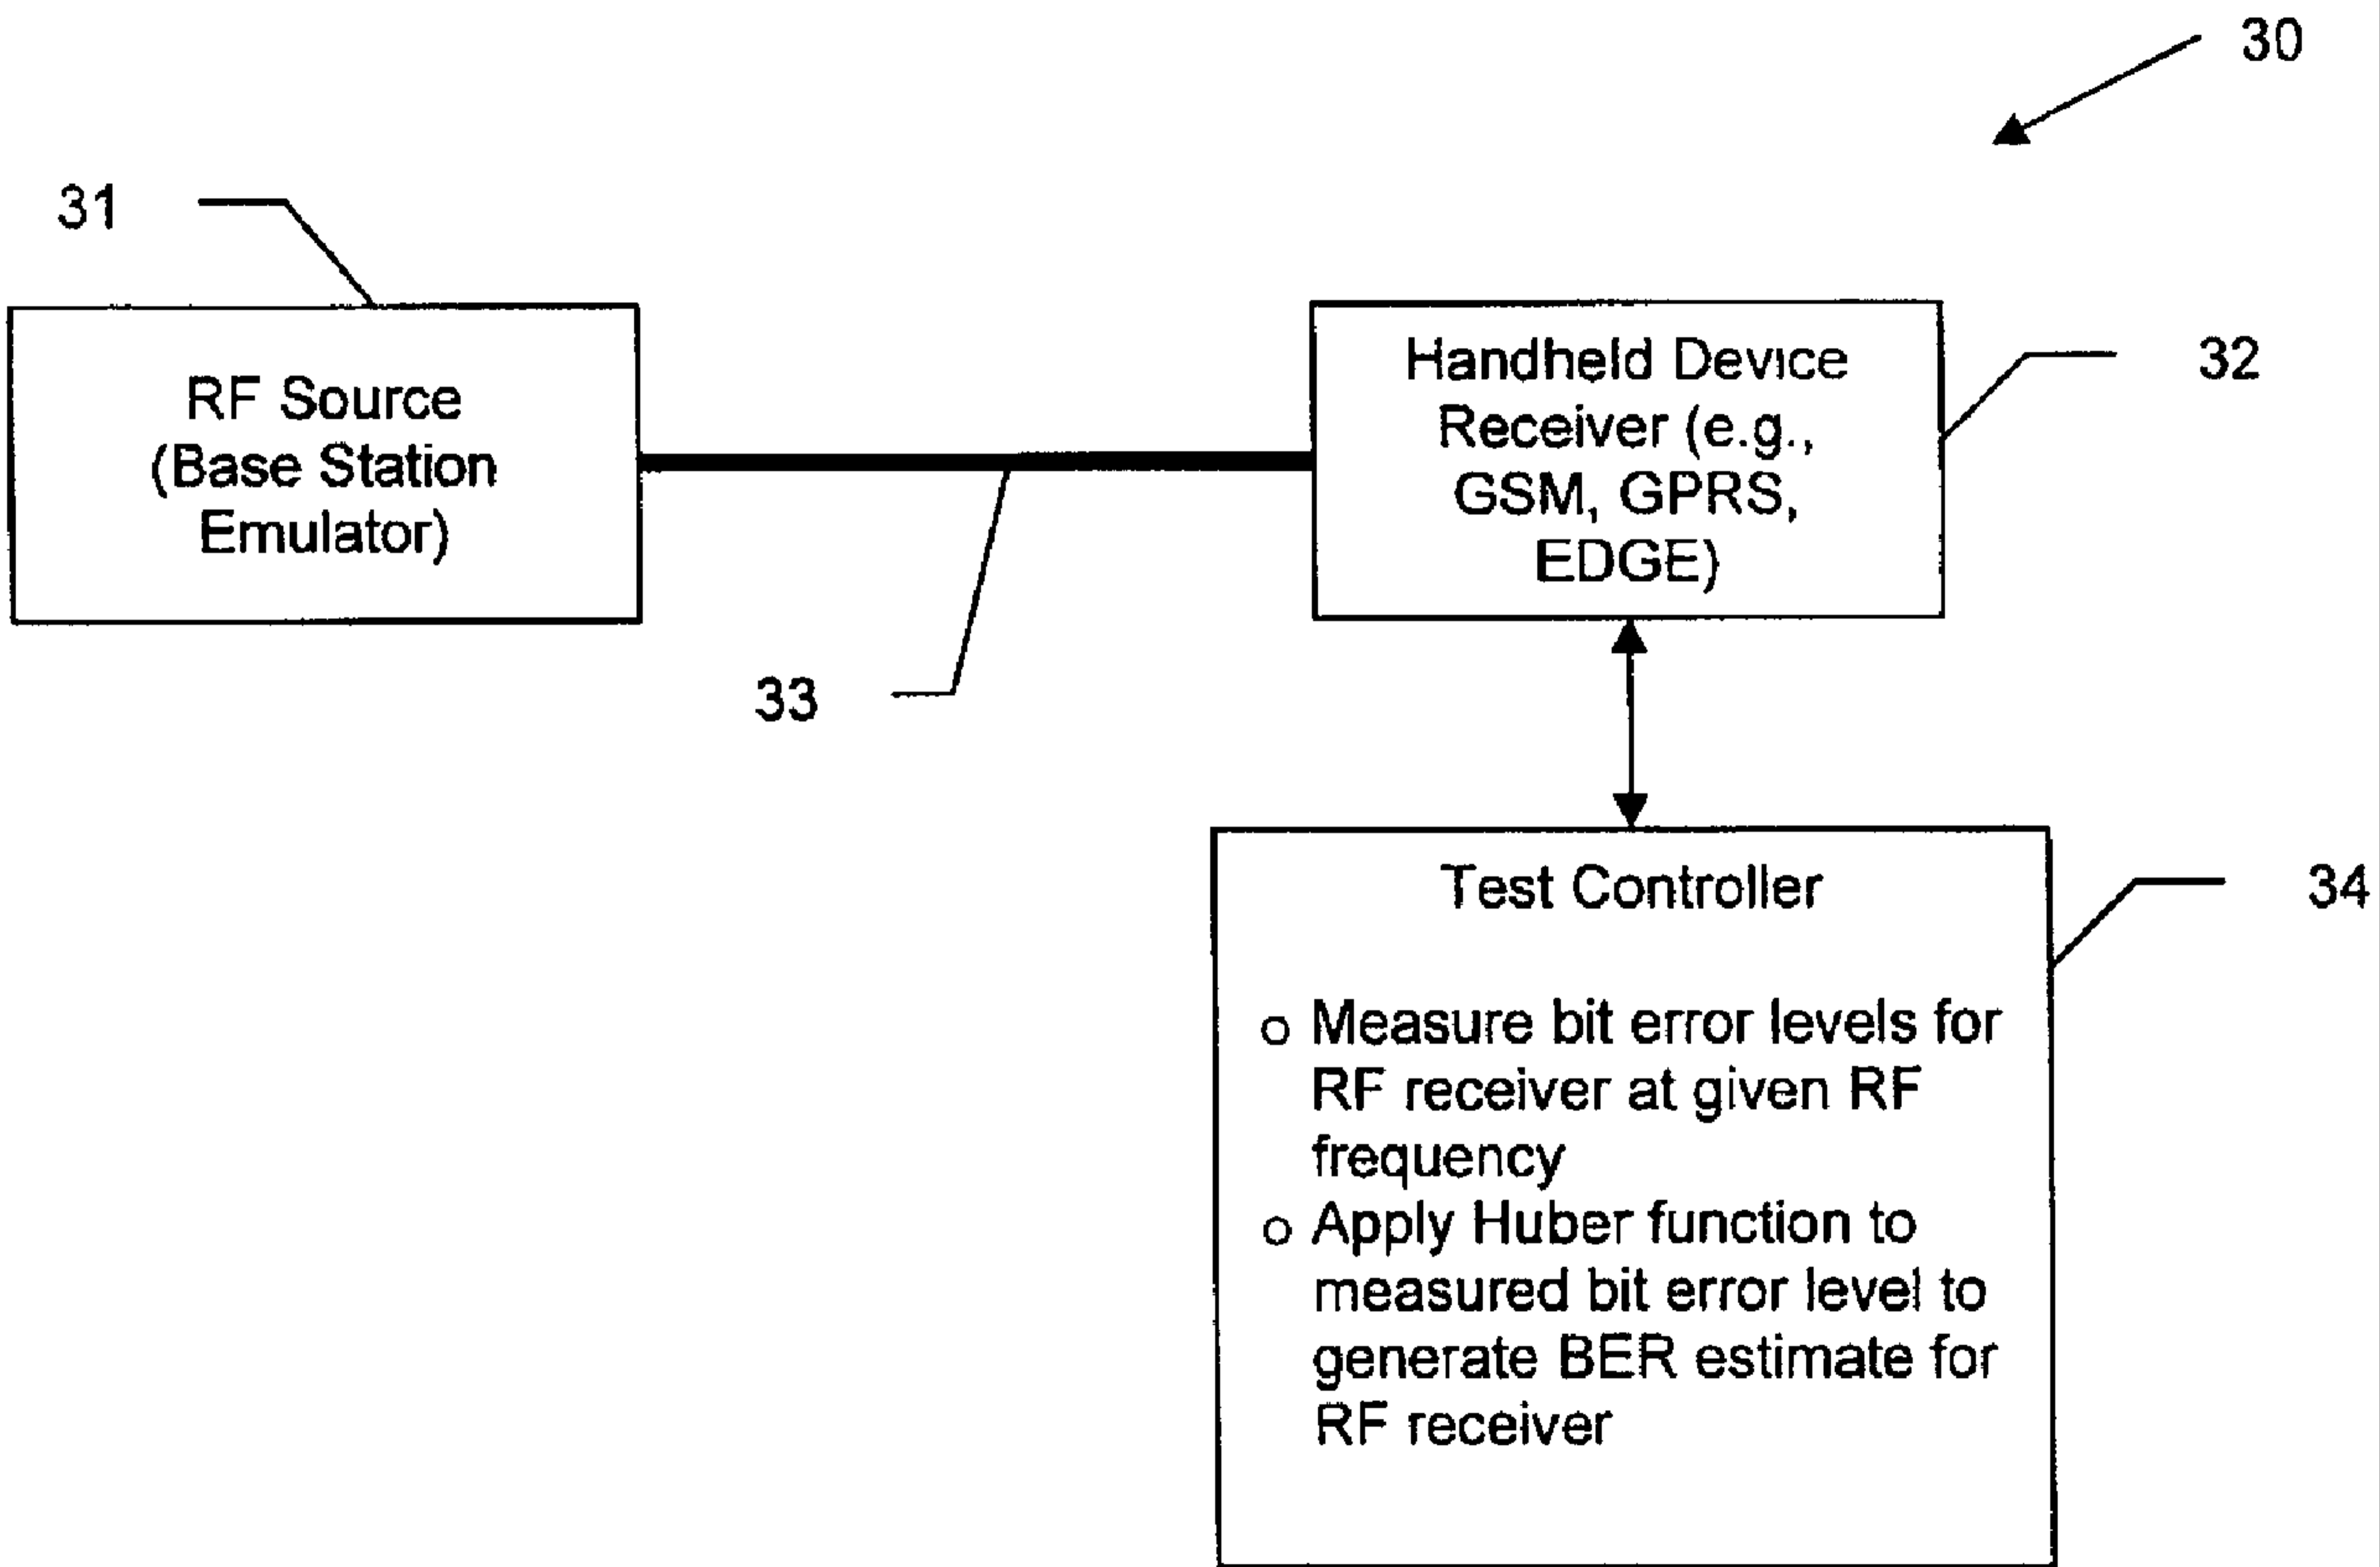 30
31
RF Source
(Base Station
Emulator)
Handheld Device
Receiver (e.g.,
GSM, GPRS,
EDGE)
32
33
Test Controller
34
o Measure bit error levels for
RF receiver at given RF
frequency
o Apply Huber function to
measured bit error level to
generate BER estimate for
RF receiver